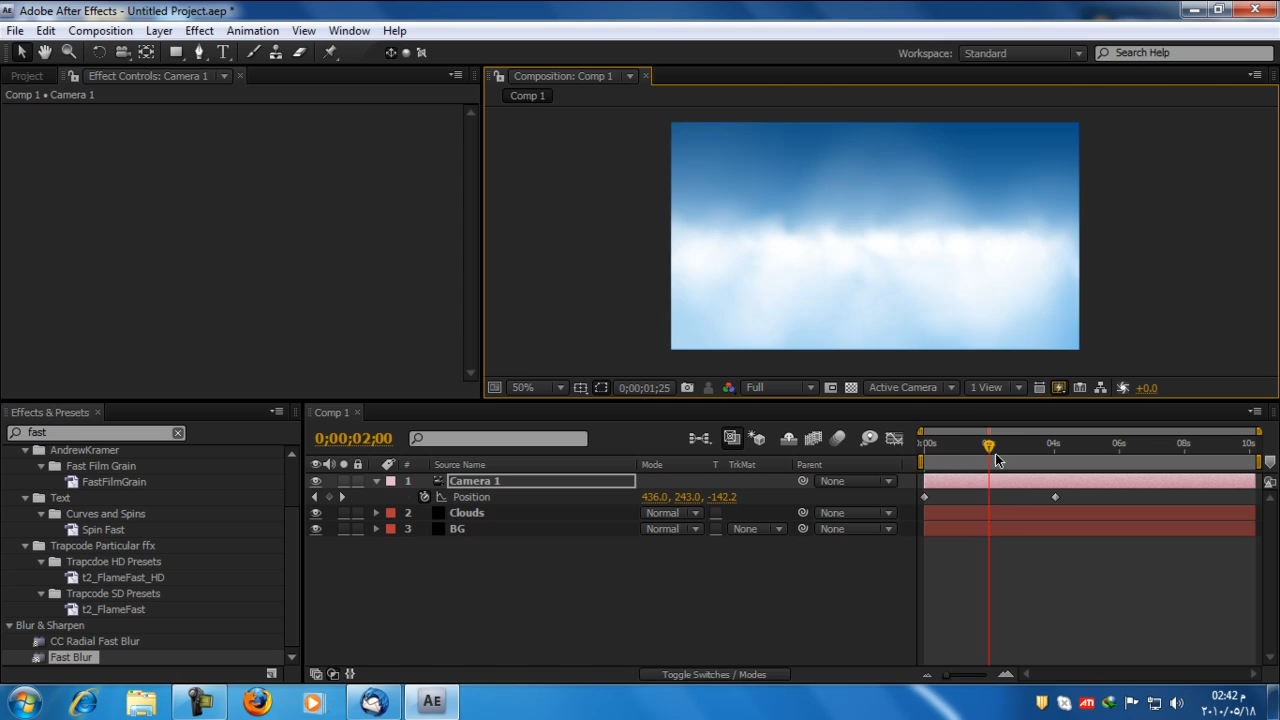 Adobe After Effects - Untitled Project.aep *
File Edit Composition Layer Effect Animation View Window Help
Workspace: Standard Search Help
Project Effect Controls: Camera 1
Composition: Comp 1
Comp 1 • Camera 1
Comp 1
50% 0;00;01;25 Full Active Camera 1 View +0.0
Effects & Presets
fast
AndrewKramer
Fast Film Grain
FastFilmGrain
Text
Curves and Spins
Spin Fast
Trapcode Particular ffx
Trapcdoe HD Presets
t2_FlameFast_HD
Trapcode SD Presets
t2_FlameFast
Blur & Sharpen
CC Radial Fast Blur
Fast Blur
Comp 1
0;00;02;00
:00s 04s 06s 08s 10s
# Source Name Mode T TrkMat Parent
1 Camera 1 None
Position 436.0, 243.0, -142.2
2 Clouds Normal None
3 BG Normal None None
Toggle Switches / Modes
AE
ATI
02:42 م
٢٠١٠/٠٥/١٨